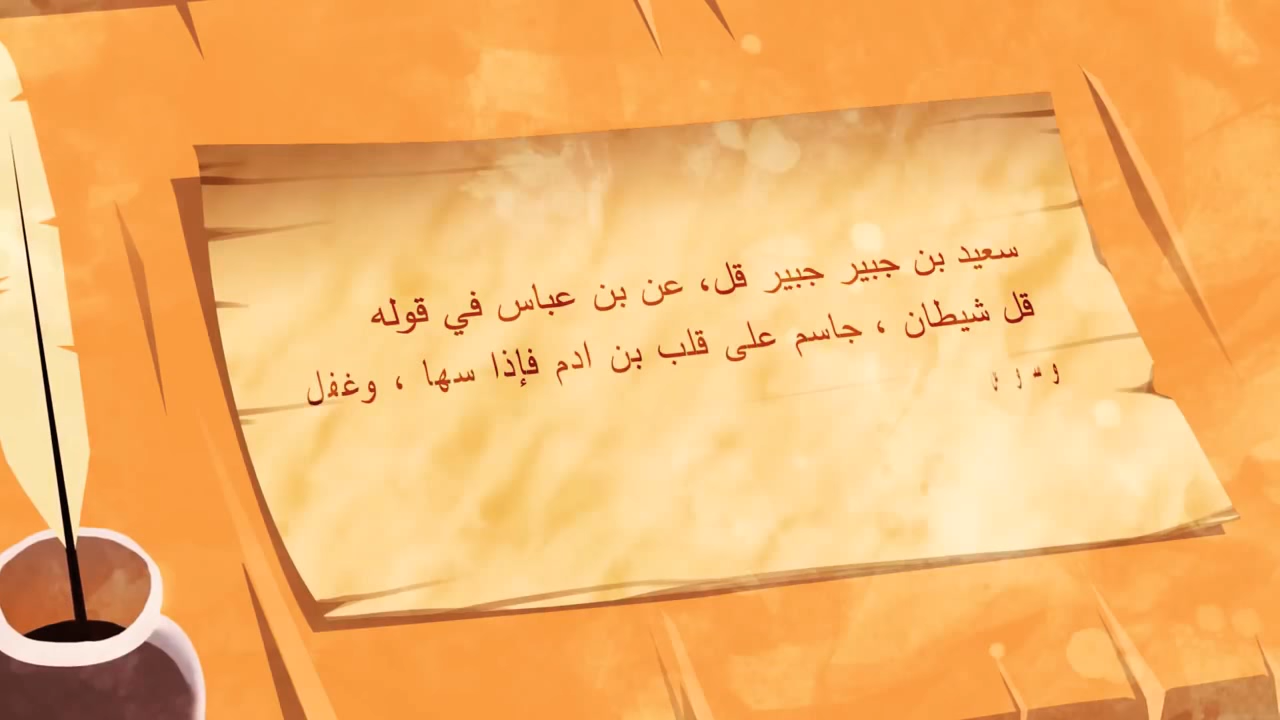 سعيد بن جبير جبير قل، عن بن عباس في قوله
قل شيطان ، جاسم على قلب بن ادم فإذا سها ، وغفل